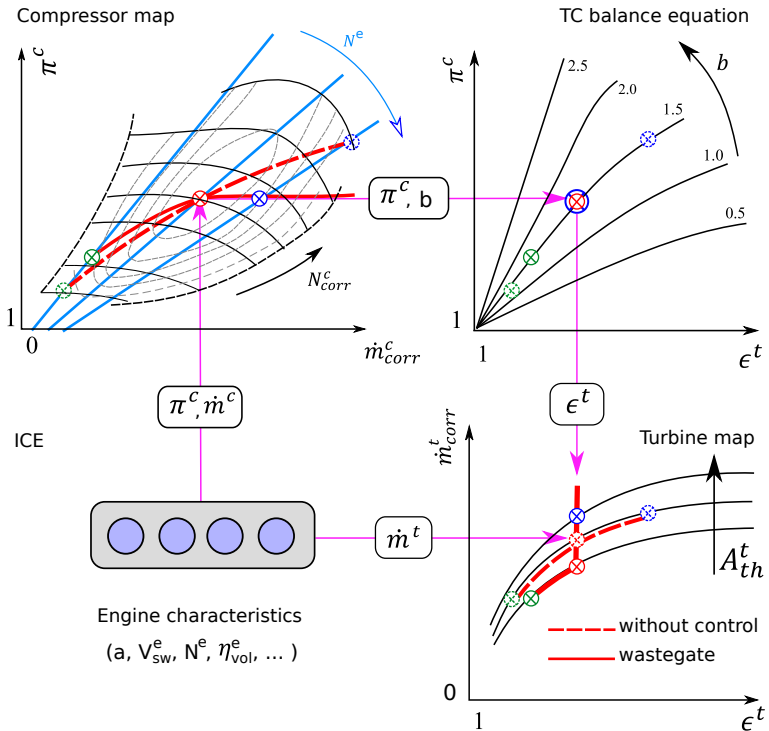 Compressor map
TC balance equation
π^c
N^e
N^c_corr
1
0
ṁ^c_corr
π^c, b
π^c
b
2.5
2.0
1.5
1.0
0.5
1
1
ϵ^t
π^c, ṁ^c
ϵ^t
ICE
ṁ^t
Engine characteristics
(a, V^e_sw, N^e, η^e_vol, ... )
ṁ^t_corr
Turbine map
A^t_th
without control
wastegate
0
1
ϵ^t